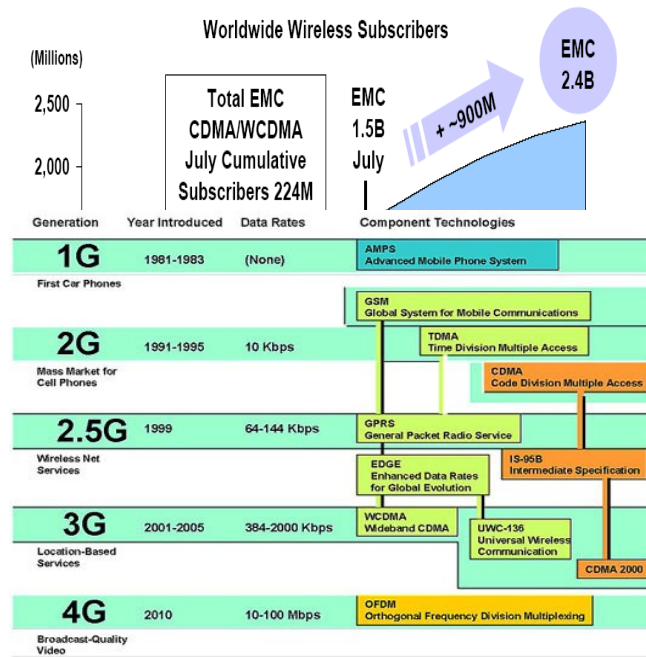 Worldwide Wireless Subscribers
(Millions)
EMC
2.4B
2,500
2,000
Total EMC
CDMA/WCDMA
July Cumulative
Subscribers 224M
EMC
1.5B
July
+ ~900M
Generation Year Introduced Data Rates Component Technologies
1G 1981-1983 (None)
AMPS
Advanced Mobile Phone System
First Car Phones
GSM
Global System for Mobile Communications
2G 1991-1995 10 Kbps
TDMA
Time Division Multiple Access
Mass Market for
Cell Phones
CDMA
Code Division Multiple Access
2.5G 1999 64-144 Kbps
GPRS
General Packet Radio Service
Wireless Net
Services
EDGE
Enhanced Data Rates
for Global Evolution
IS-95B
Intermediate Specification
3G 2001-2005 384-2000 Kbps
WCDMA
Wideband CDMA
UWC-136
Universal Wireless
Communication
Location-Based
Services
CDMA 2000
4G 2010 10-100 Mbps
OFDM
Orthogonal Frequency Division Multiplexing
Broadcast-Quality
Video